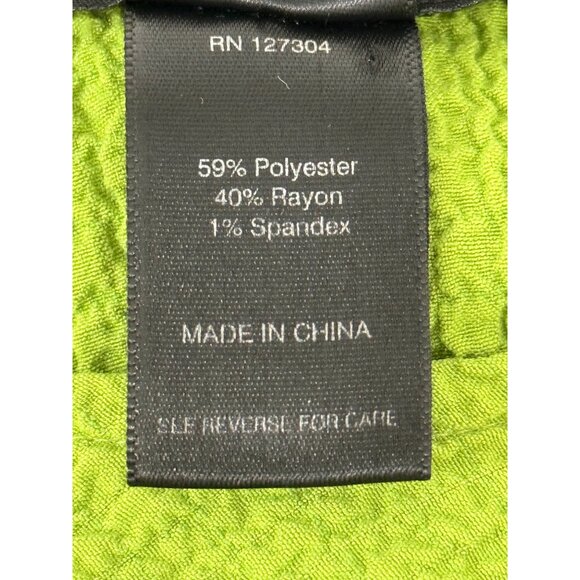 RN 127304
59% Polyester
40% Rayon
1% Spandex
MADE IN CHINA
SEE REVERSE FOR CARE